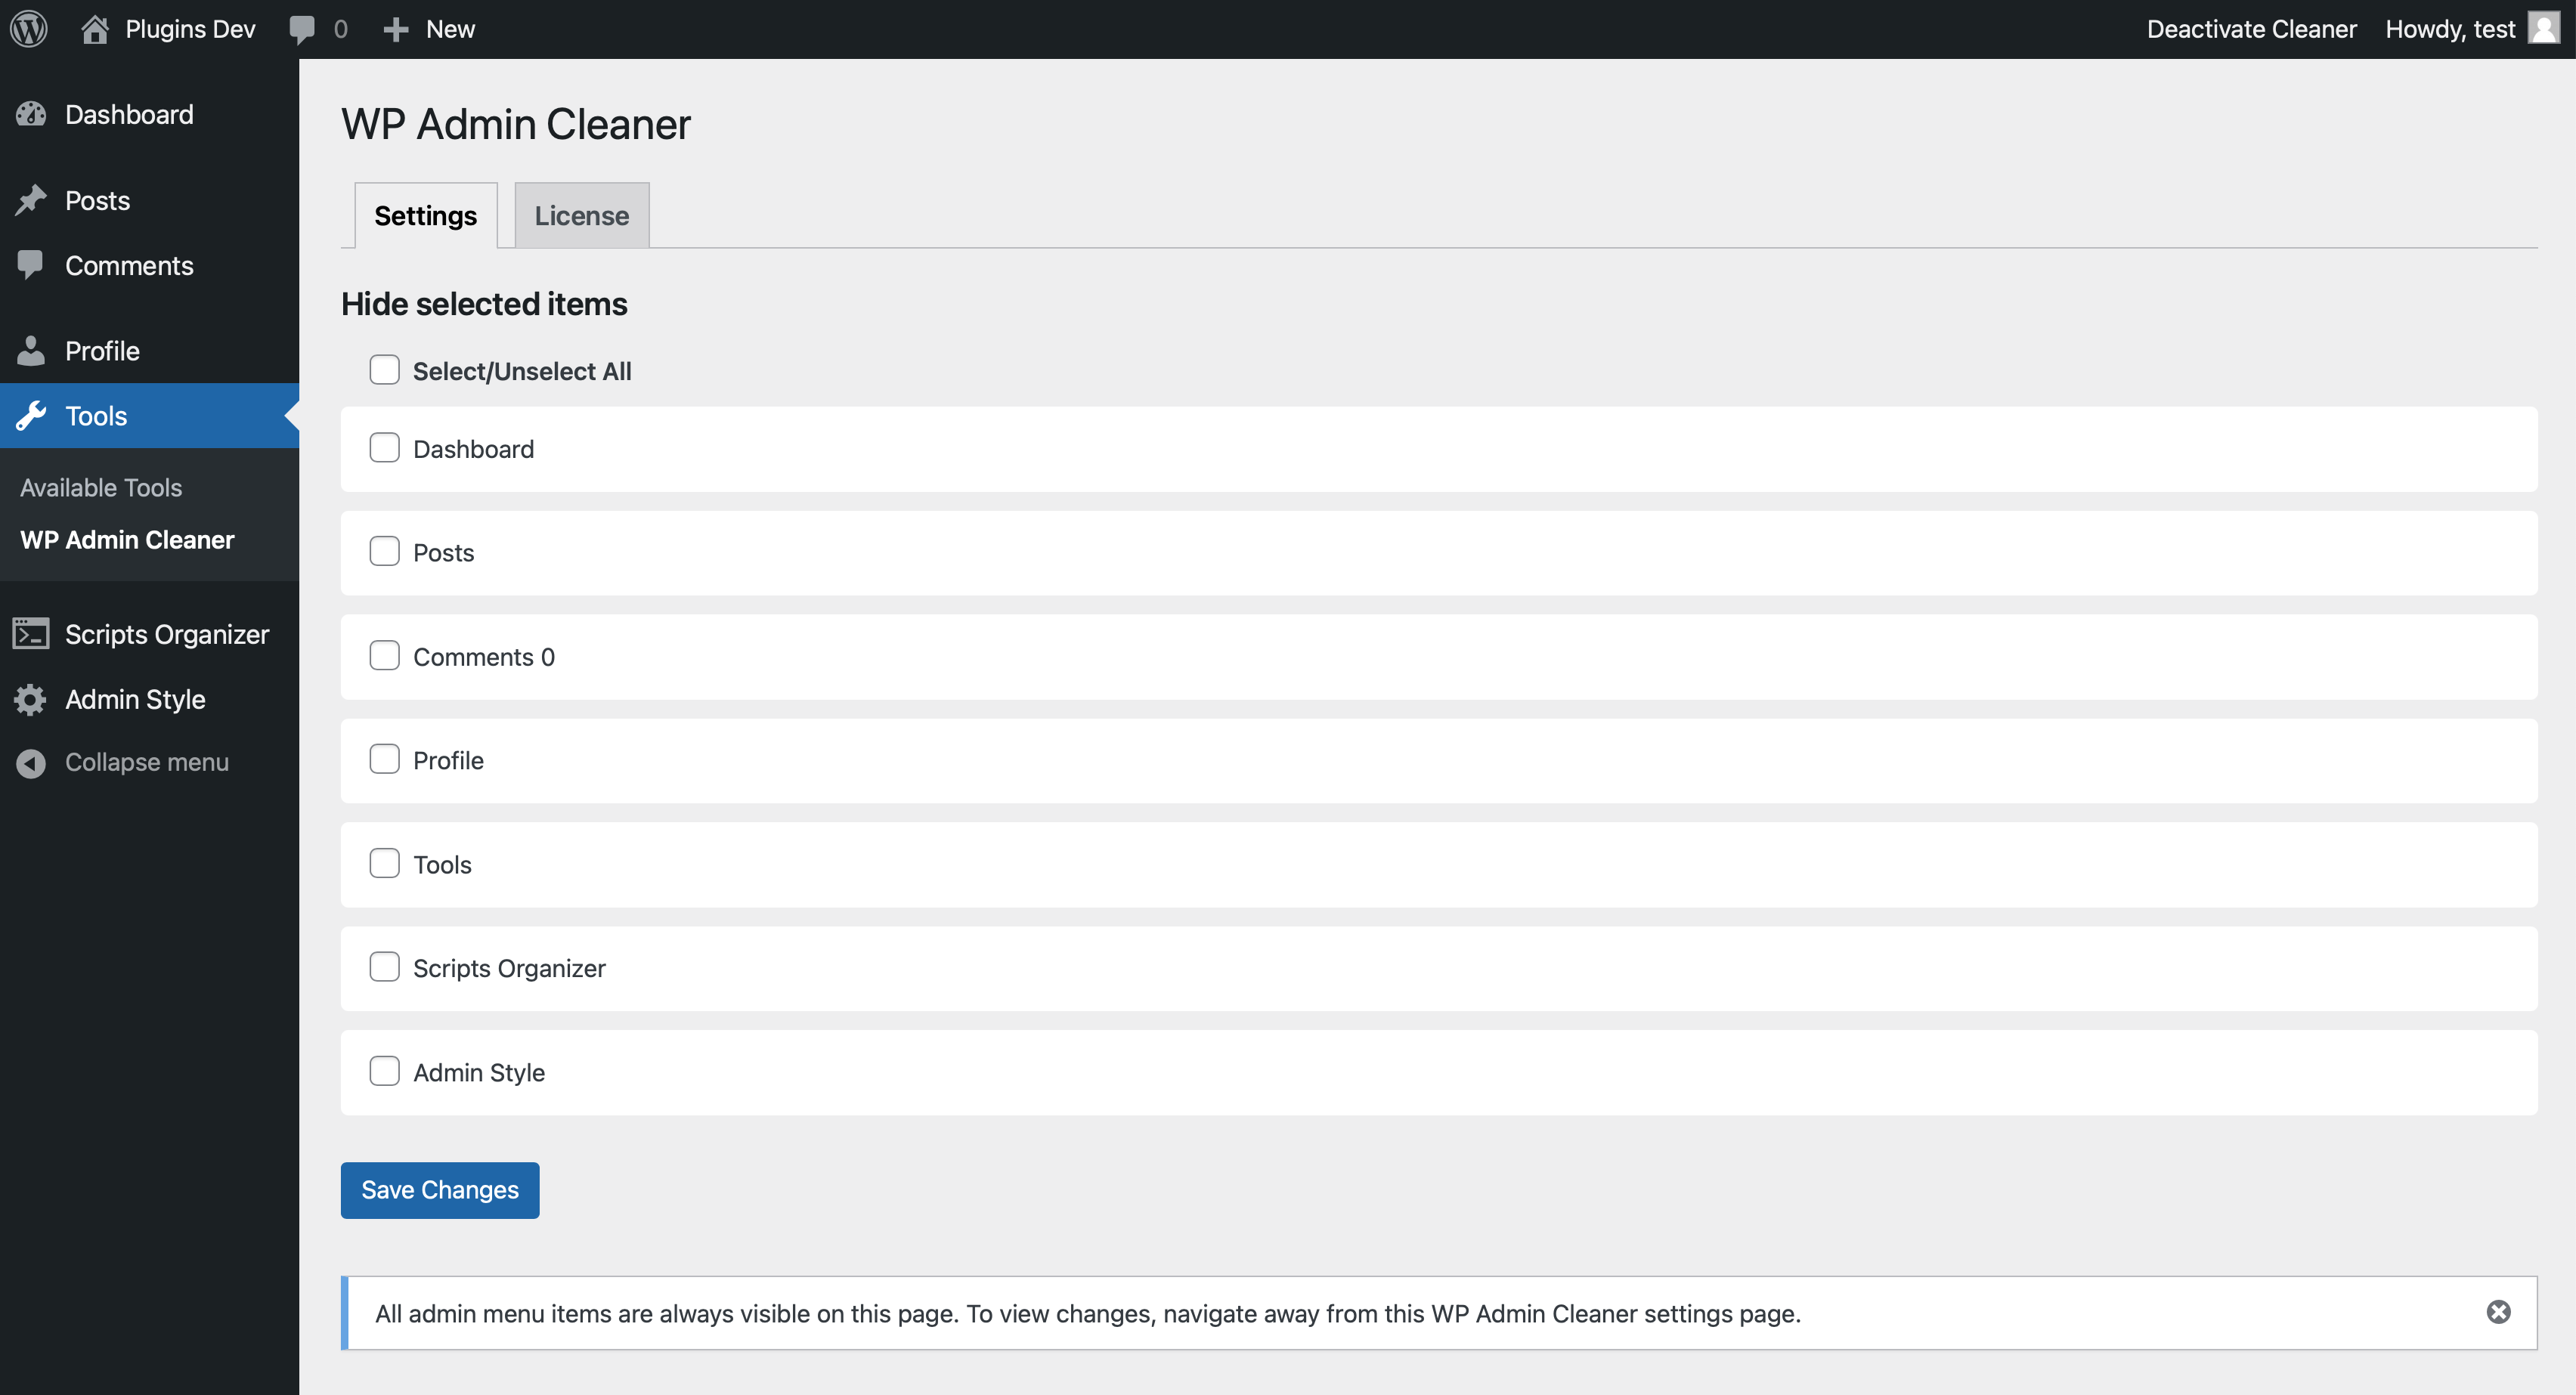 Plugins Dev 0 New Deactivate Cleaner Howdy, test
Dashboard
Posts
Comments
Profile
Tools
Available Tools
WP Admin Cleaner
Scripts Organizer
Admin Style
Collapse menu
WP Admin Cleaner
Settings License
Hide selected items
Select/Unselect All
Dashboard
Posts
Comments 0
Profile
Tools
Scripts Organizer
Admin Style
Save Changes
All admin menu items are always visible on this page. To view changes, navigate away from this WP Admin Cleaner settings page.